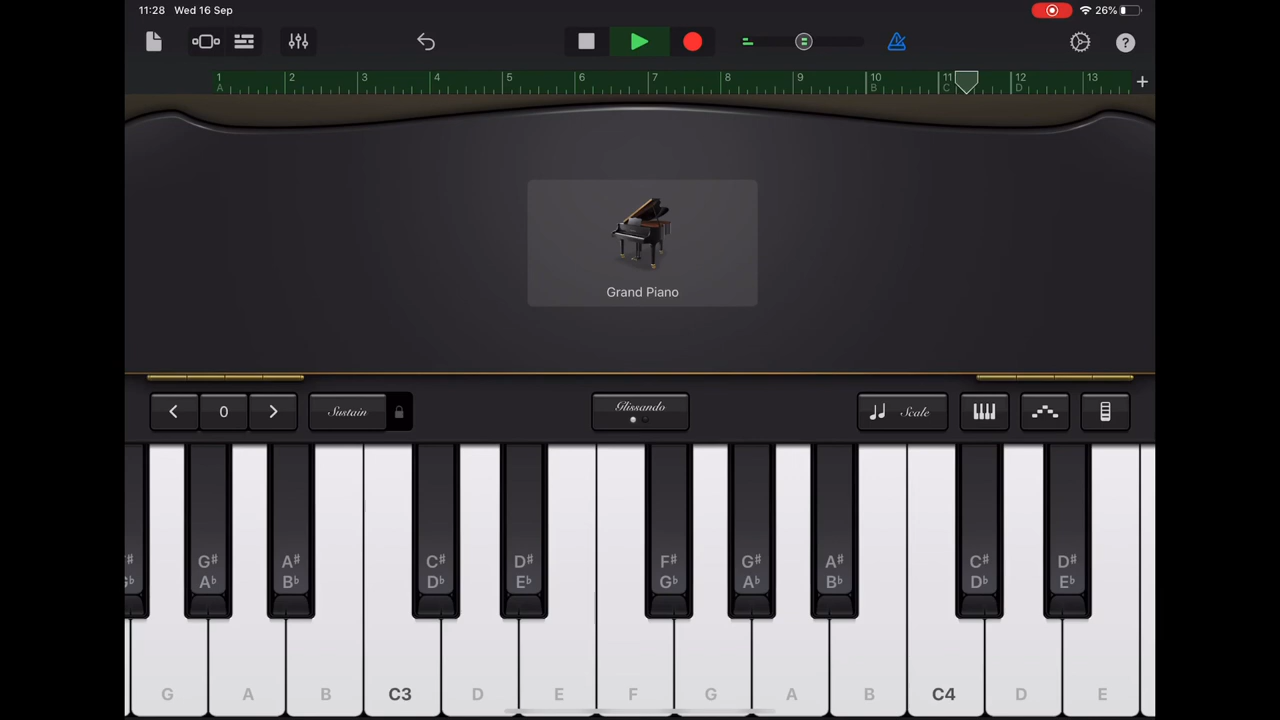 11:28 Wed 16 Sep 26%
1 2 3 4 5 6 7 8 9 10 11 12 13
A B C D
Grand Piano
0 Sustain Glissando Scale
G♯ A♯ C♯ D♯ F♯ G♯ A♯ C♯ D♯
A♭ B♭ D♭ E♭ G♭ A♭ B♭ D♭ E♭
G A B C3 D E F G A B C4 D E